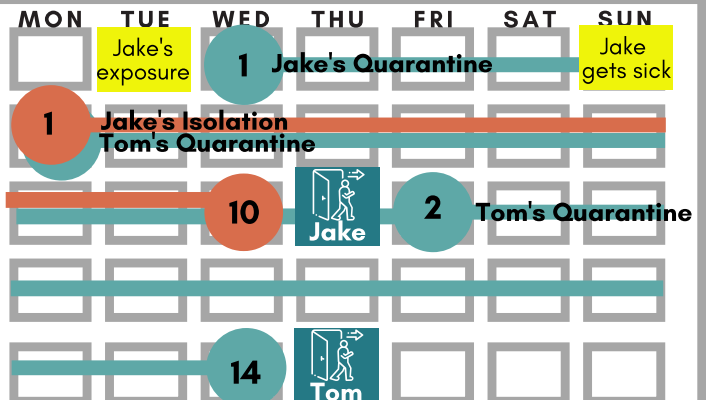 MON TUE WED THU FRI SAT SUN
Jake's
exposure
1
Jake's Quarantine
Jake
gets sick
1
Jake's Isolation
Tom's Quarantine
10
Jake
2
Tom's Quarantine
14
Tom